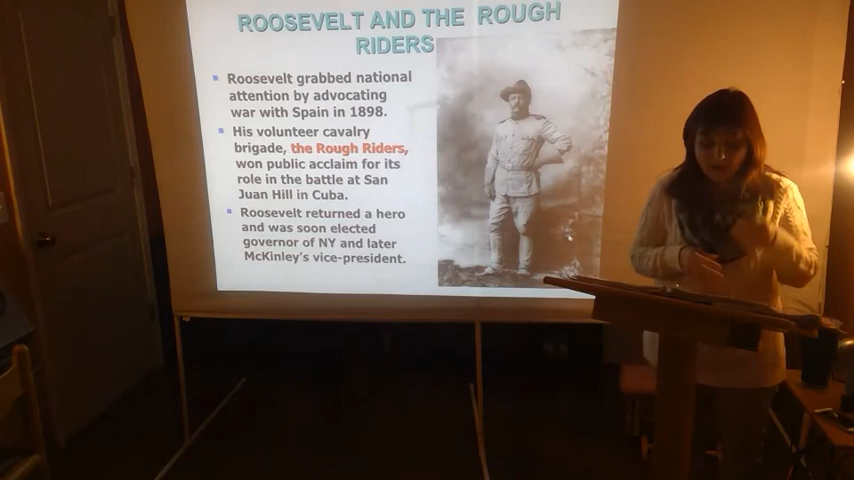 ROOSEVELT AND THE ROUGH
RIDERS
Roosevelt grabbed national
attention by advocating
war with Spain in 1898.
His volunteer cavalry
brigade, the Rough Riders,
won public acclaim for its
role in the battle at San
Juan Hill in Cuba.
Roosevelt returned a hero
and was soon elected
governor of NY and later
McKinley's vice-president.